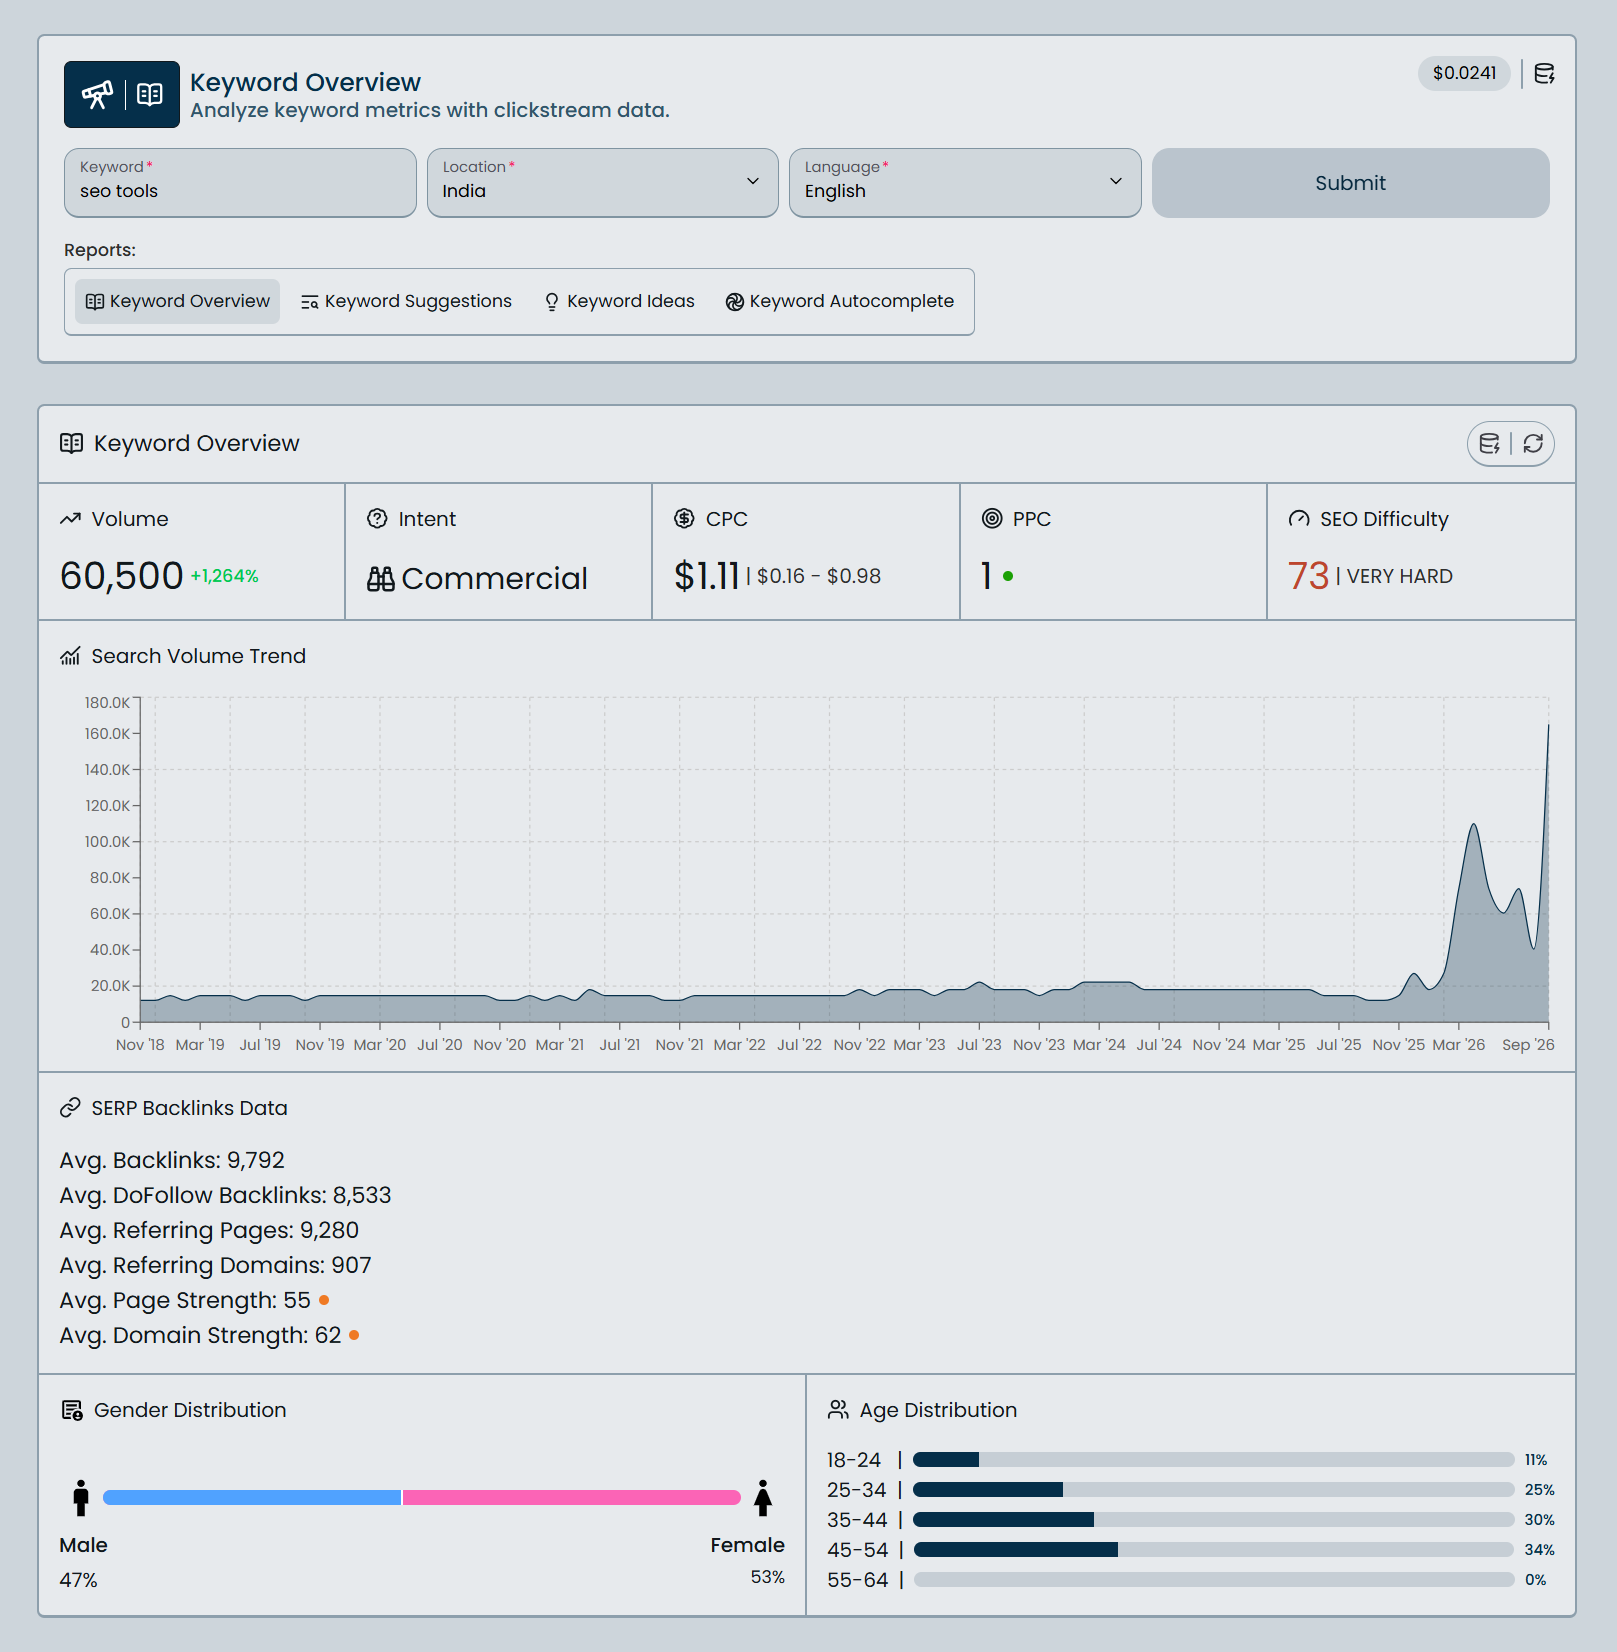 Keyword Overview
Analyze keyword metrics with clickstream data.
$0.0241
Keyword*
seo tools
Location*
India
Language*
English
Submit
Reports:
Keyword Overview
Keyword Suggestions
Keyword Ideas
Keyword Autocomplete
Keyword Overview
Volume
60,500 +1,264%
Intent
Commercial
CPC
$1.11 | $0.16 - $0.98
PPC
1
SEO Difficulty
73 | VERY HARD
Search Volume Trend
180.0K
160.0K
140.0K
120.0K
100.0K
80.0K
60.0K
40.0K
20.0K
0
Nov '18 Mar '19 Jul '19 Nov '19 Mar '20 Jul '20 Nov '20 Mar '21 Jul '21 Nov '21 Mar '22 Jul '22 Nov '22 Mar '23 Jul '23 Nov '23 Mar '24 Jul '24 Nov '24 Mar '25 Jul '25 Nov '25 Mar '26 Sep '26
SERP Backlinks Data
Avg. Backlinks: 9,792
Avg. DoFollow Backlinks: 8,533
Avg. Referring Pages: 9,280
Avg. Referring Domains: 907
Avg. Page Strength: 55
Avg. Domain Strength: 62
Gender Distribution
Male
47%
Female
53%
Age Distribution
18-24 | 11%
25-34 | 25%
35-44 | 30%
45-54 | 34%
55-64 | 0%